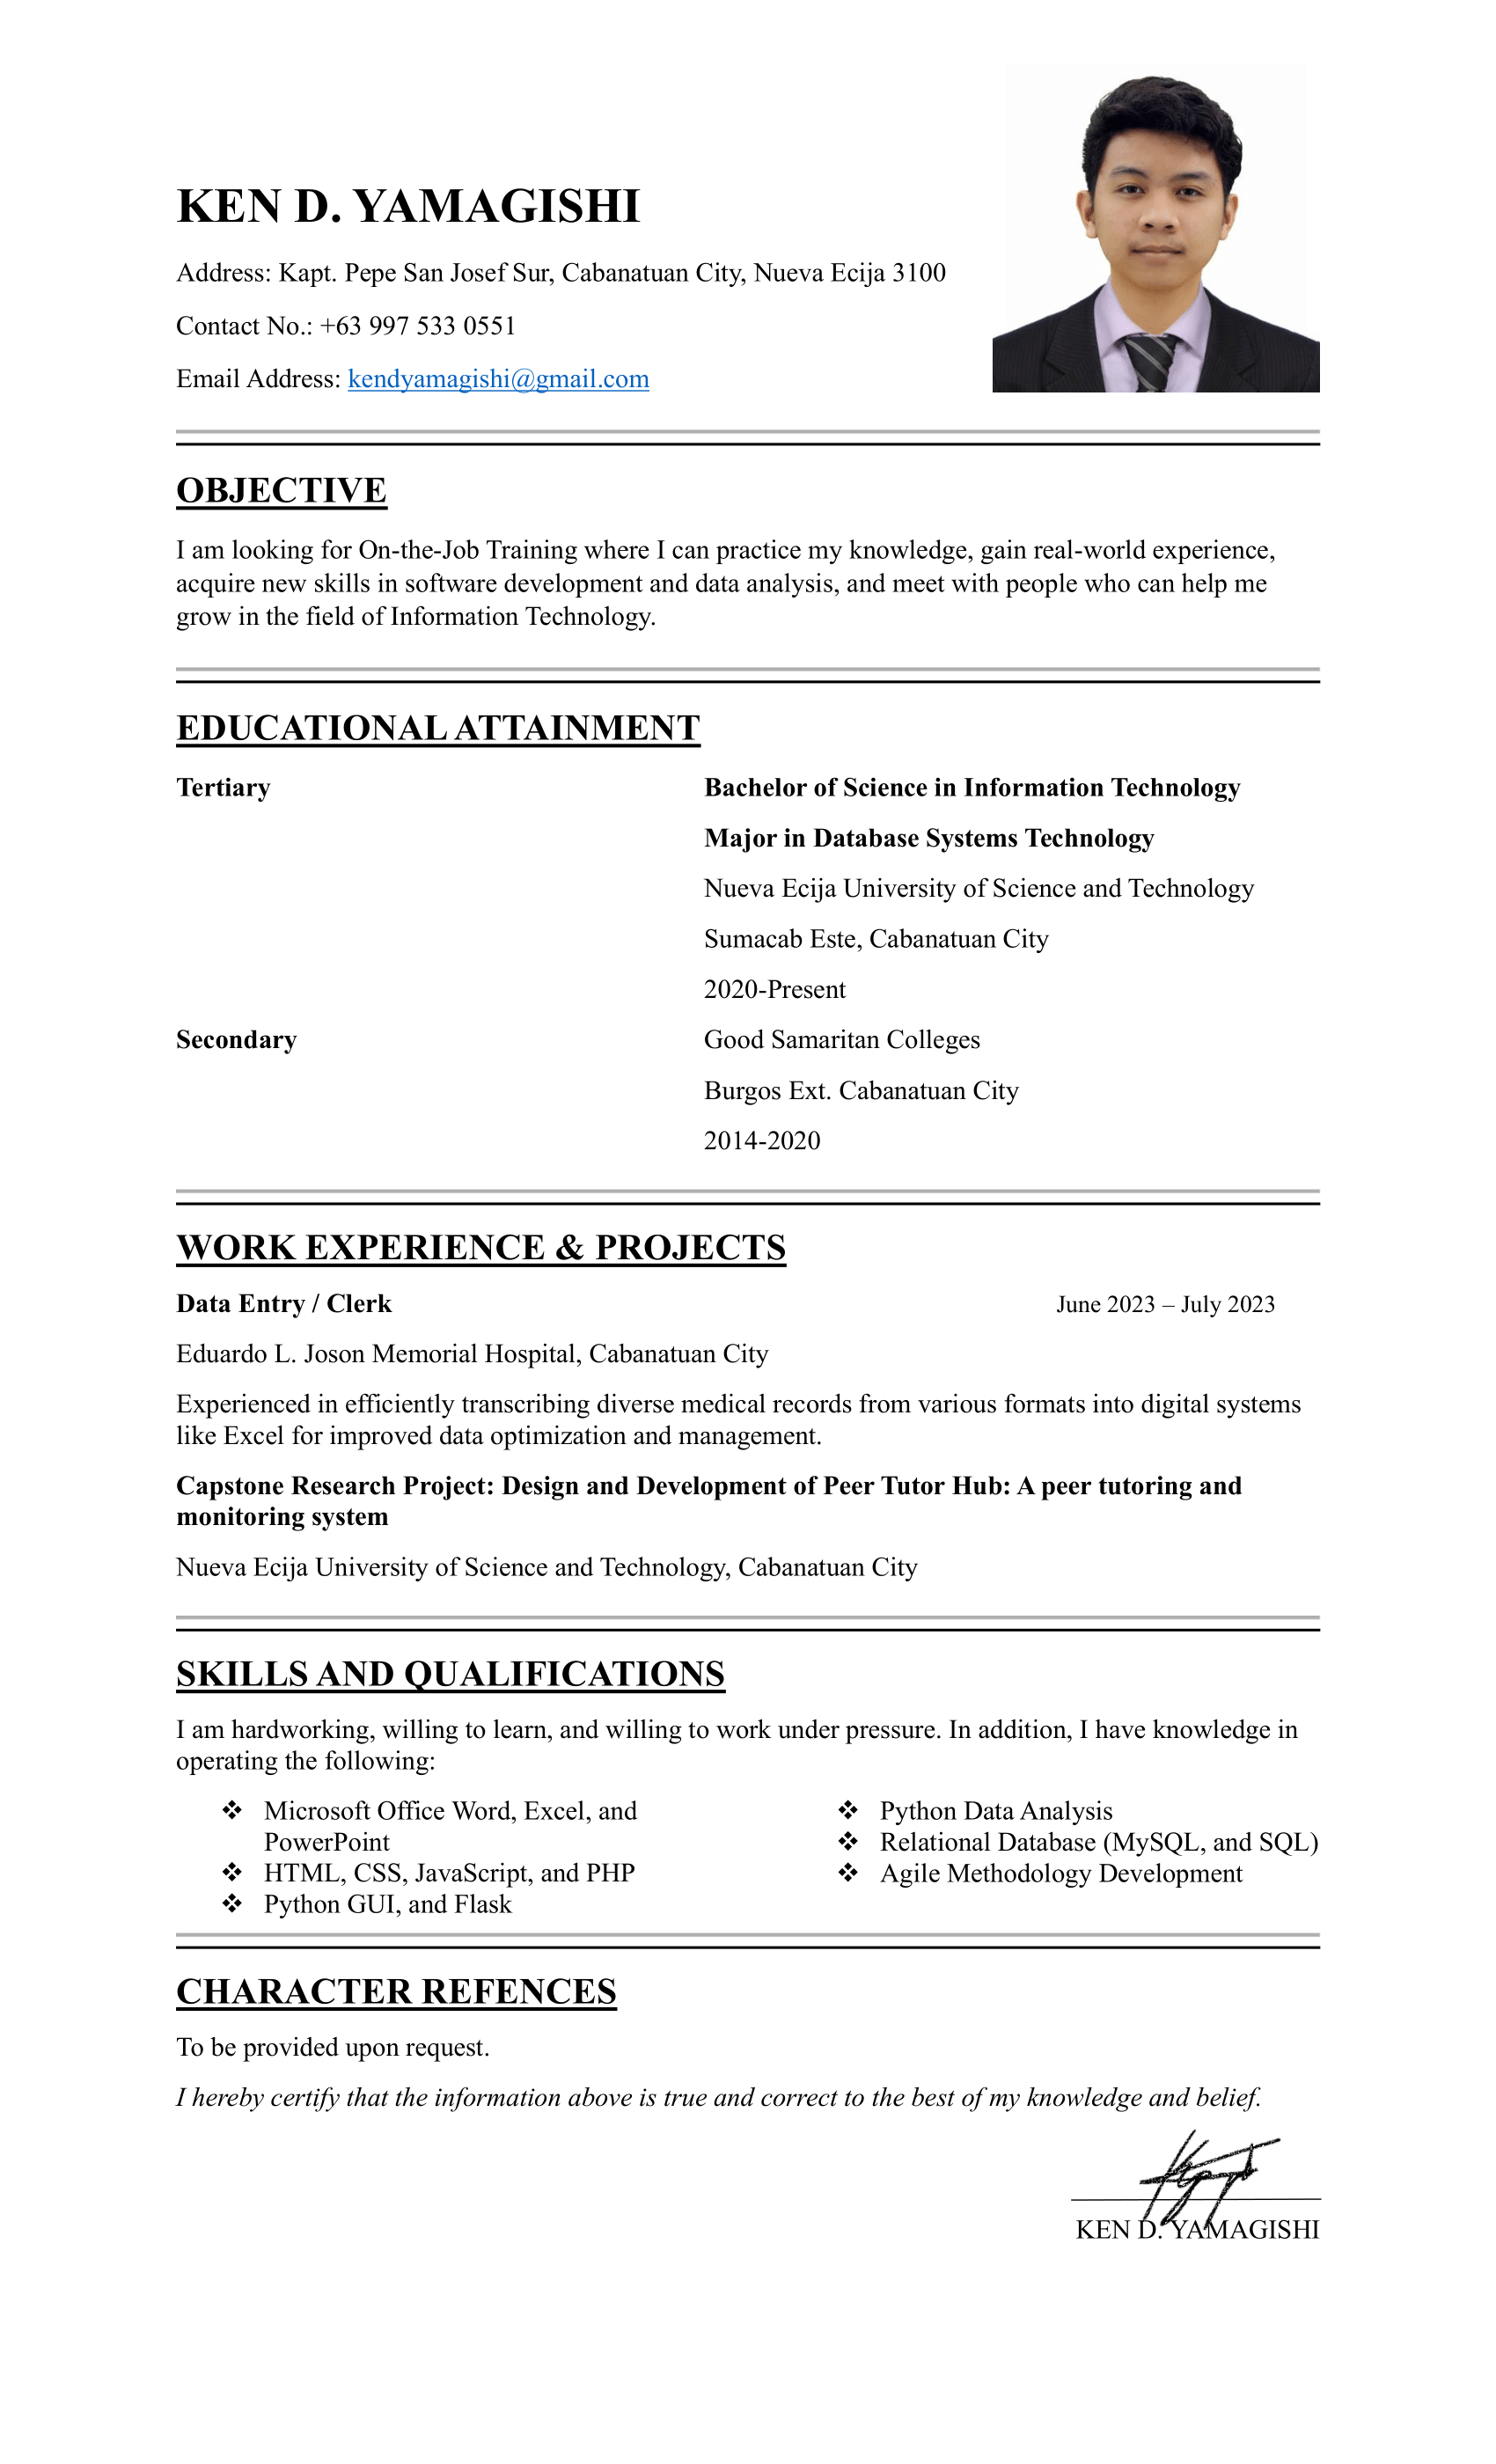 KEN D. YAMAGISHI
Address: Kapt. Pepe San Josef Sur, Cabanatuan City, Nueva Ecija 3100
Contact No.: +63 997 533 0551
Email Address: kendyamagishi@gmail.com
OBJECTIVE
I am looking for On-the-Job Training where I can practice my knowledge, gain real-world experience,
acquire new skills in software development and data analysis, and meet with people who can help me
grow in the field of Information Technology.
EDUCATIONAL ATTAINMENT
Tertiary Bachelor of Science in Information Technology
Major in Database Systems Technology
Nueva Ecija University of Science and Technology
Sumacab Este, Cabanatuan City
2020-Present
Secondary Good Samaritan Colleges
Burgos Ext. Cabanatuan City
2014-2020
WORK EXPERIENCE & PROJECTS
Data Entry / Clerk June 2023 – July 2023
Eduardo L. Joson Memorial Hospital, Cabanatuan City
Experienced in efficiently transcribing diverse medical records from various formats into digital systems
like Excel for improved data optimization and management.
Capstone Research Project: Design and Development of Peer Tutor Hub: A peer tutoring and
monitoring system
Nueva Ecija University of Science and Technology, Cabanatuan City
SKILLS AND QUALIFICATIONS
I am hardworking, willing to learn, and willing to work under pressure. In addition, I have knowledge in
operating the following:
❖ Microsoft Office Word, Excel, and
PowerPoint
❖ HTML, CSS, JavaScript, and PHP
❖ Python GUI, and Flask
❖ Python Data Analysis
❖ Relational Database (MySQL, and SQL)
❖ Agile Methodology Development
CHARACTER REFENCES
To be provided upon request.
I hereby certify that the information above is true and correct to the best of my knowledge and belief.
KEN D. YAMAGISHI